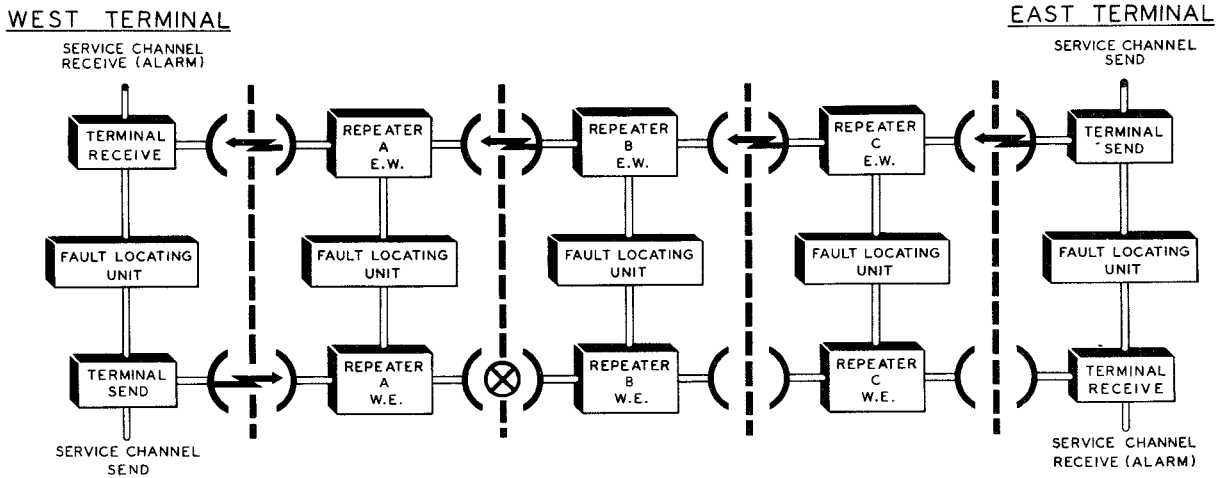 WEST TERMINAL
EAST TERMINAL
SERVICE CHANNEL
RECEIVE (ALARM)
SERVICE CHANNEL
SEND
TERMINAL
RECEIVE
REPEATER
A
E.W.
REPEATER
B
E.W.
REPEATER
C
E.W.
TERMINAL
SEND
FAULT LOCATING
UNIT
FAULT LOCATING
UNIT
FAULT LOCATING
UNIT
FAULT LOCATING
UNIT
FAULT LOCATING
UNIT
TERMINAL
SEND
REPEATER
A
W.E.
REPEATER
B
W.E.
REPEATER
C
W.E.
TERMINAL
RECEIVE
SERVICE CHANNEL
SEND
SERVICE CHANNEL
RECEIVE (ALARM)